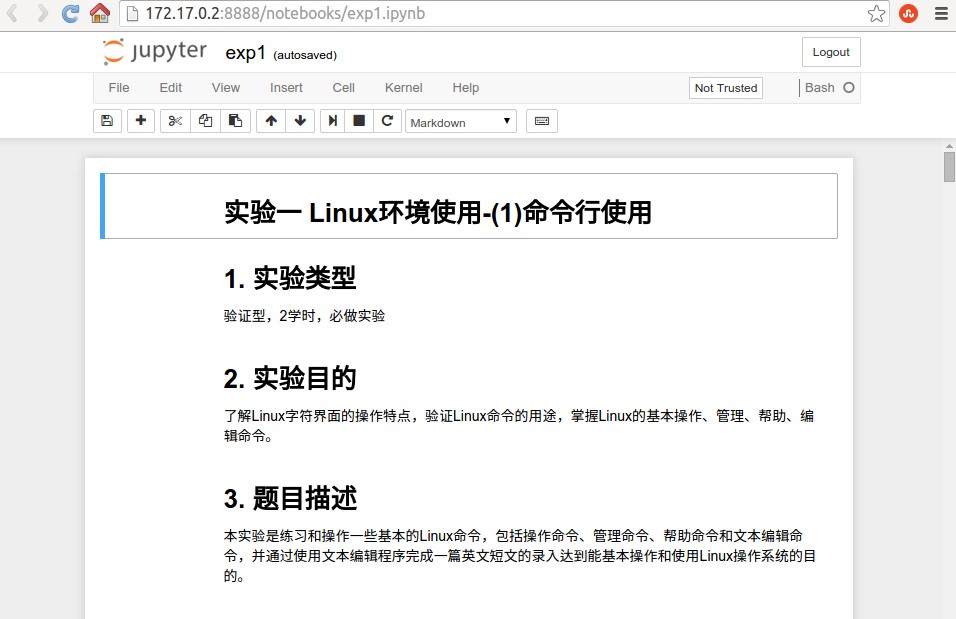 172.17.0.2:8888/notebooks/exp1.ipynb
jupyter exp1 (autosaved) Logout
File Edit View Insert Cell Kernel Help Not Trusted Bash
Markdown
实验一 Linux环境使用-(1)命令行使用
1. 实验类型
验证型，2学时，必做实验
2. 实验目的
了解Linux字符界面的操作特点，验证Linux命令的用途，掌握Linux的基本操作、管理、帮助、编
辑命令。
3. 题目描述
本实验是练习和操作一些基本的Linux命令，包括操作命令、管理命令、帮助命令和文本编辑命
令，并通过使用文本编辑程序完成一篇英文短文的录入达到能基本操作和使用Linux操作系统的目
的。